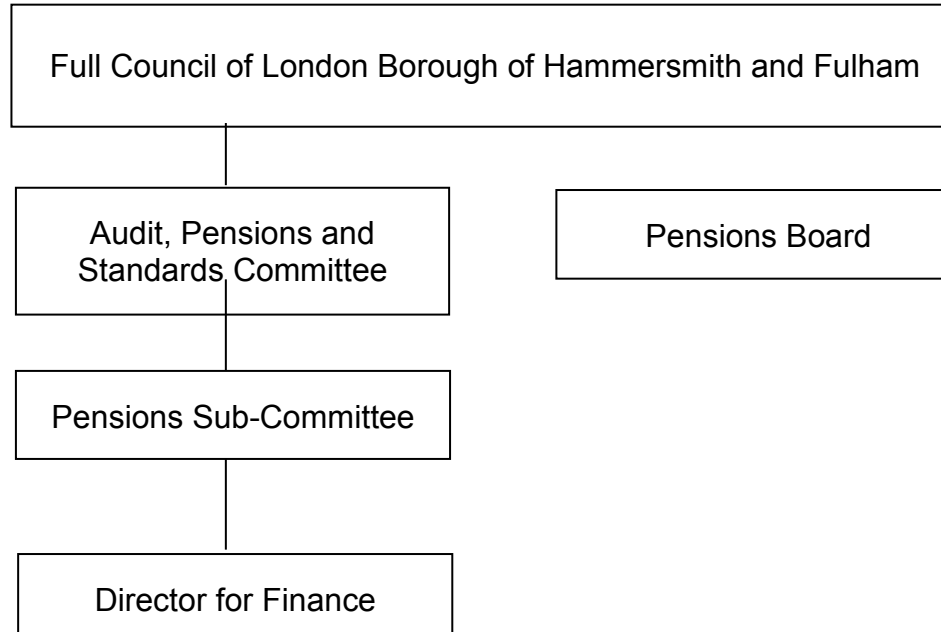 Full Council of London Borough of Hammersmith and Fulham
Audit, Pensions and
Standards Committee
Pensions Board
Pensions Sub-Committee
Director for Finance